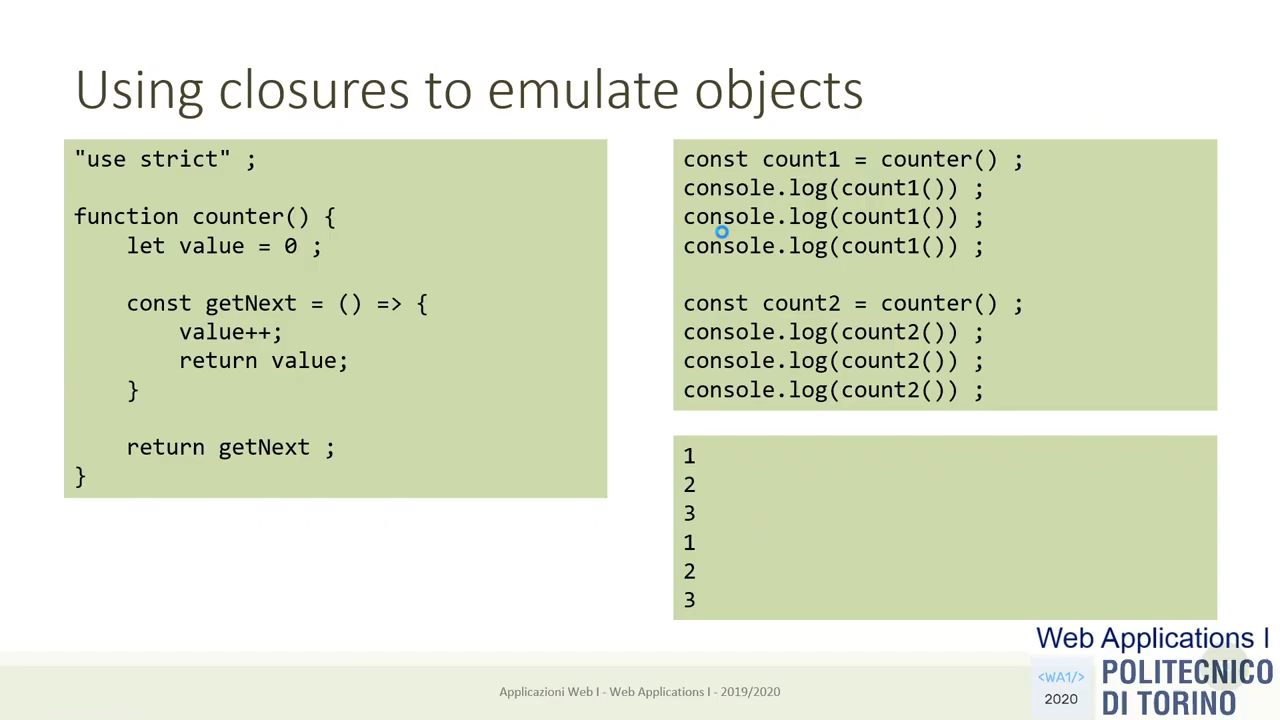 Using closures to emulate objects
"use strict" ;
function counter() {
let value = 0 ;
const getNext = () => {
value++;
return value;
}
return getNext ;
}
const count1 = counter() ;
console.log(count1()) ;
console.log(count1()) ;
console.log(count1()) ;
const count2 = counter() ;
console.log(count2()) ;
console.log(count2()) ;
console.log(count2()) ;
1
2
3
1
2
3
Applicazioni Web I - Web Applications I - 2019/2020
Web Applications I
<WA1/>
2020
POLITECNICO
DI TORINO